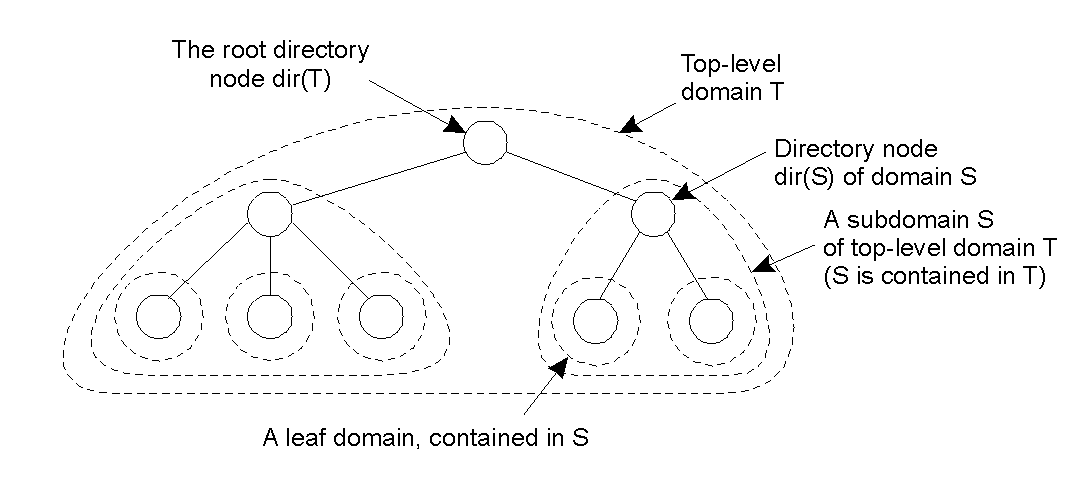 The root directory
node dir(T)
Top-level
domain T
Directory node
dir(S) of domain S
A subdomain S
of top-level domain T
(S is contained in T)
A leaf domain, contained in S